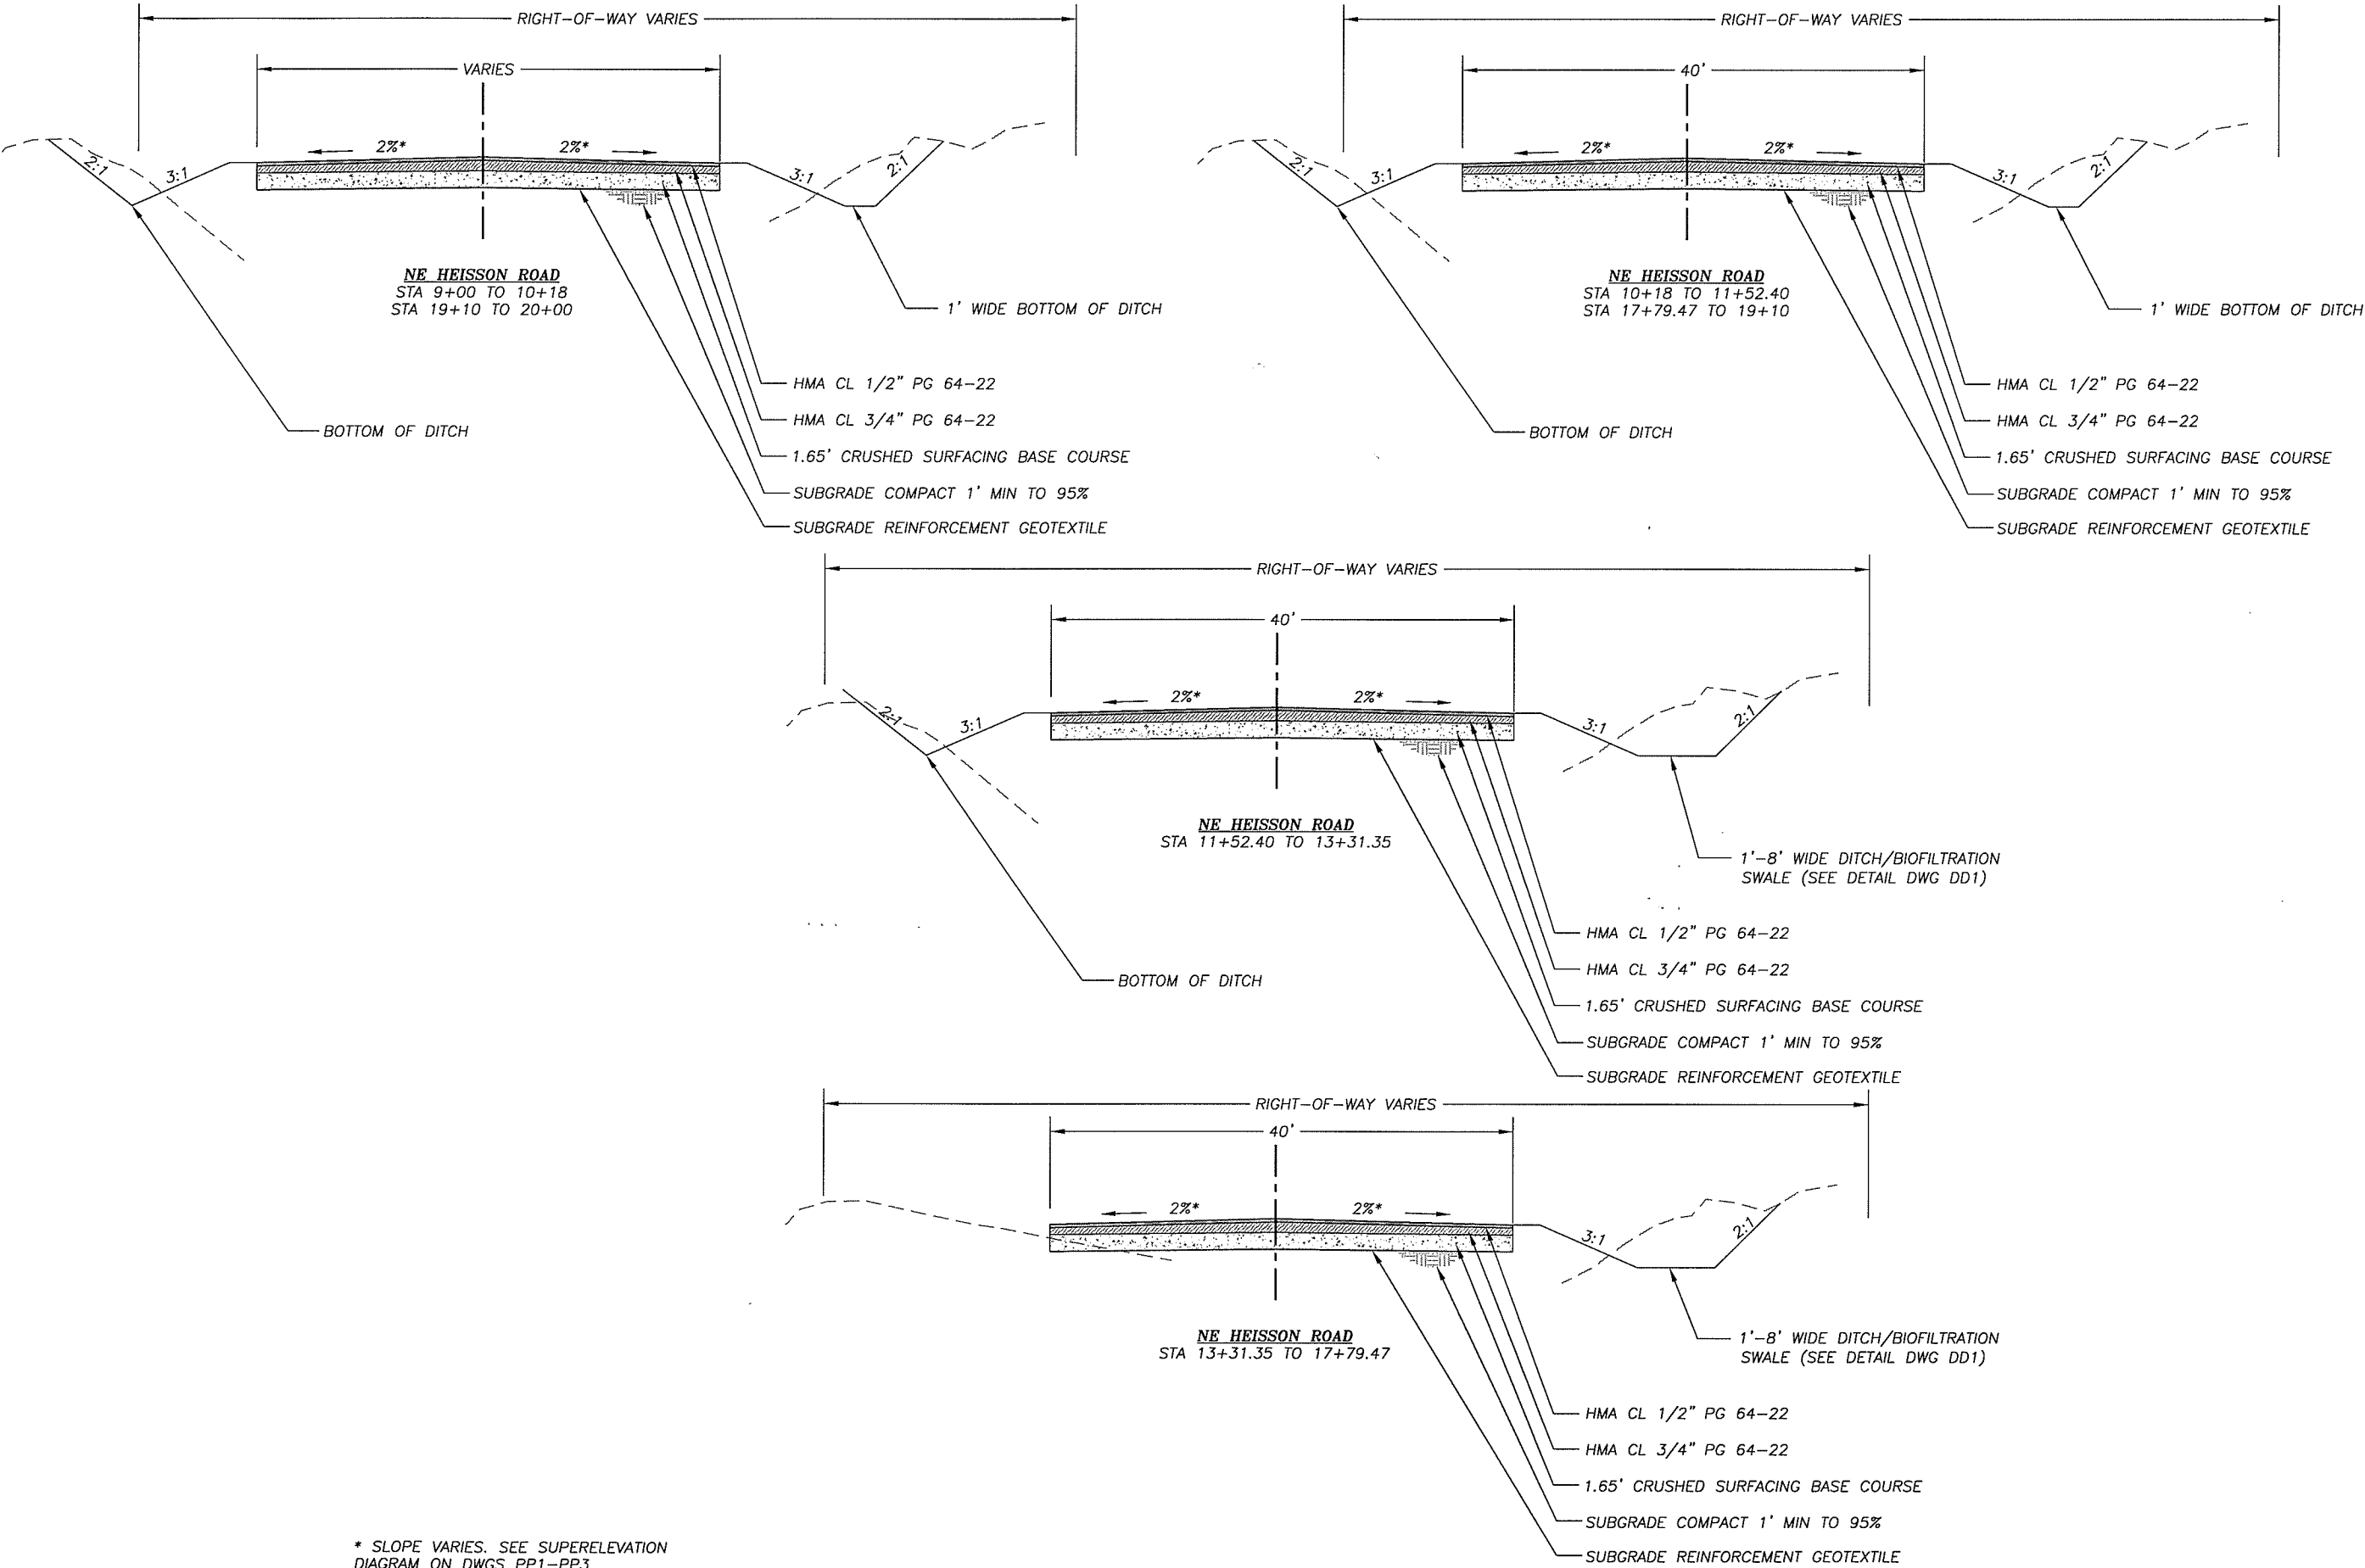 RIGHT-OF-WAY VARIES
VARIES
2%*
2%*
2:1
3:1
3:1
2:1
NE HEISSON ROAD
STA 9+00 TO 10+18
STA 19+10 TO 20+00
1' WIDE BOTTOM OF DITCH
HMA CL 1/2" PG 64-22
HMA CL 3/4" PG 64-22
BOTTOM OF DITCH
1.65' CRUSHED SURFACING BASE COURSE
SUBGRADE COMPACT 1' MIN TO 95%
SUBGRADE REINFORCEMENT GEOTEXTILE
RIGHT-OF-WAY VARIES
40'
2%*
2%*
2:1
3:1
3:1
2:1
NE HEISSON ROAD
STA 10+18 TO 11+52.40
STA 17+79.47 TO 19+10
1' WIDE BOTTOM OF DITCH
HMA CL 1/2" PG 64-22
HMA CL 3/4" PG 64-22
BOTTOM OF DITCH
1.65' CRUSHED SURFACING BASE COURSE
SUBGRADE COMPACT 1' MIN TO 95%
SUBGRADE REINFORCEMENT GEOTEXTILE
RIGHT-OF-WAY VARIES
40'
2%*
2%*
2:1
3:1
3:1
2:1
NE HEISSON ROAD
STA 11+52.40 TO 13+31.35
1'-8' WIDE DITCH/BIOFILTRATION
SWALE (SEE DETAIL DWG DD1)
HMA CL 1/2" PG 64-22
HMA CL 3/4" PG 64-22
BOTTOM OF DITCH
1.65' CRUSHED SURFACING BASE COURSE
SUBGRADE COMPACT 1' MIN TO 95%
SUBGRADE REINFORCEMENT GEOTEXTILE
RIGHT-OF-WAY VARIES
40'
2%*
2%*
3:1
2:1
NE HEISSON ROAD
STA 13+31.35 TO 17+79.47
1'-8' WIDE DITCH/BIOFILTRATION
SWALE (SEE DETAIL DWG DD1)
HMA CL 1/2" PG 64-22
HMA CL 3/4" PG 64-22
1.65' CRUSHED SURFACING BASE COURSE
SUBGRADE COMPACT 1' MIN TO 95%
SUBGRADE REINFORCEMENT GEOTEXTILE
* SLOPE VARIES. SEE SUPERELEVATION
DIAGRAM ON DWGS PP1-PP3